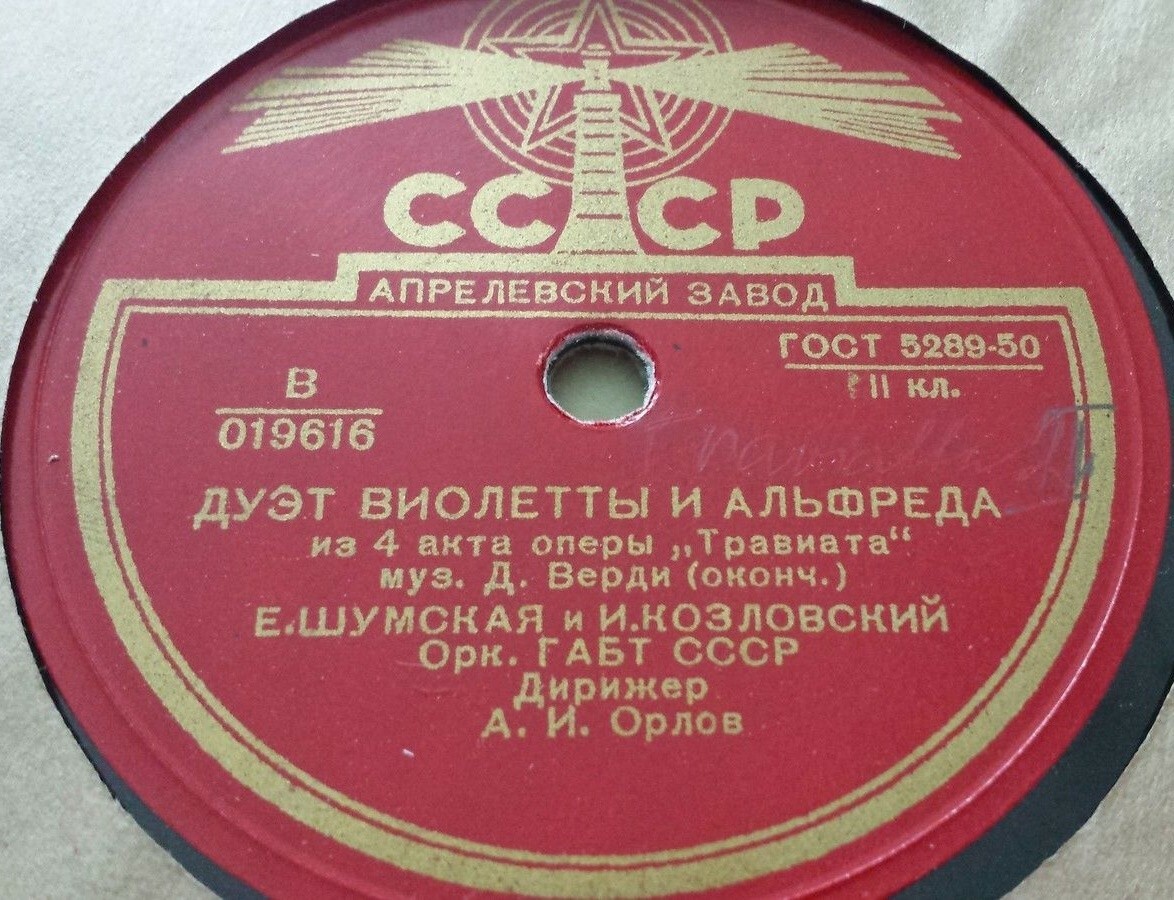 СССР
АПРЕЛЕВСКИЙ ЗАВОД
ГОСТ 5289-50
II кл.
В
019616
ДУЭТ ВИОЛЕТТЫ И АЛЬФРЕДА
из 4 акта оперы „Травиата“
муз. Д. Верди (оконч.)
Е.ШУМСКАЯ и И.КОЗЛОВСКИЙ
Орк. ГАБТ СССР
Дирижер
А. И. Орлов